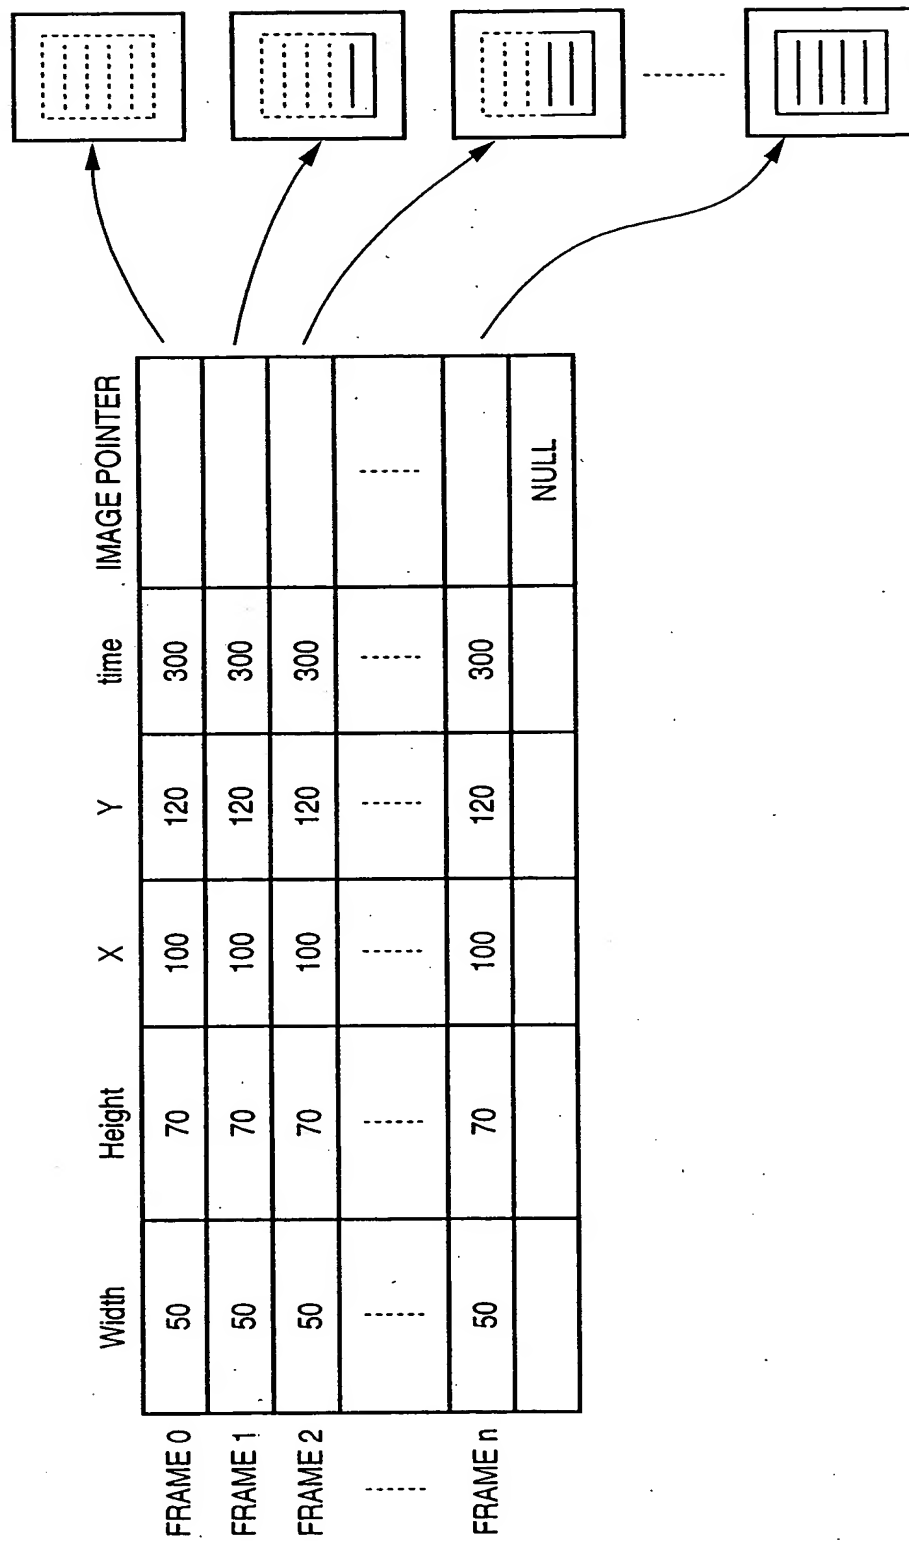 Width Height X Y time IMAGE POINTER
FRAME 0 50 70 100 120 300
FRAME 1 50 70 100 120 300
FRAME 2 50 70 100 120 300
FRAME n 50 70 100 120 300
NULL